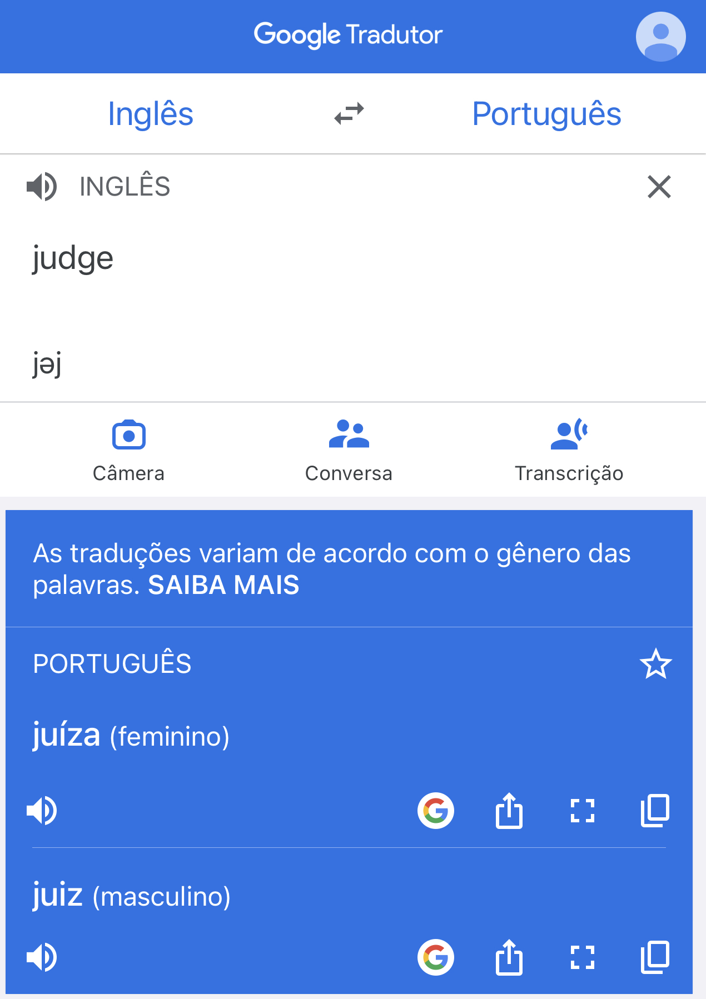 Google Tradutor
Inglês
Português
INGLÊS
judge
jəj
Câmera
Conversa
Transcrição
As traduções variam de acordo com o gênero das
palavras. SAIBA MAIS
PORTUGUÊS
juíza (feminino)
G
juiz (masculino)
G